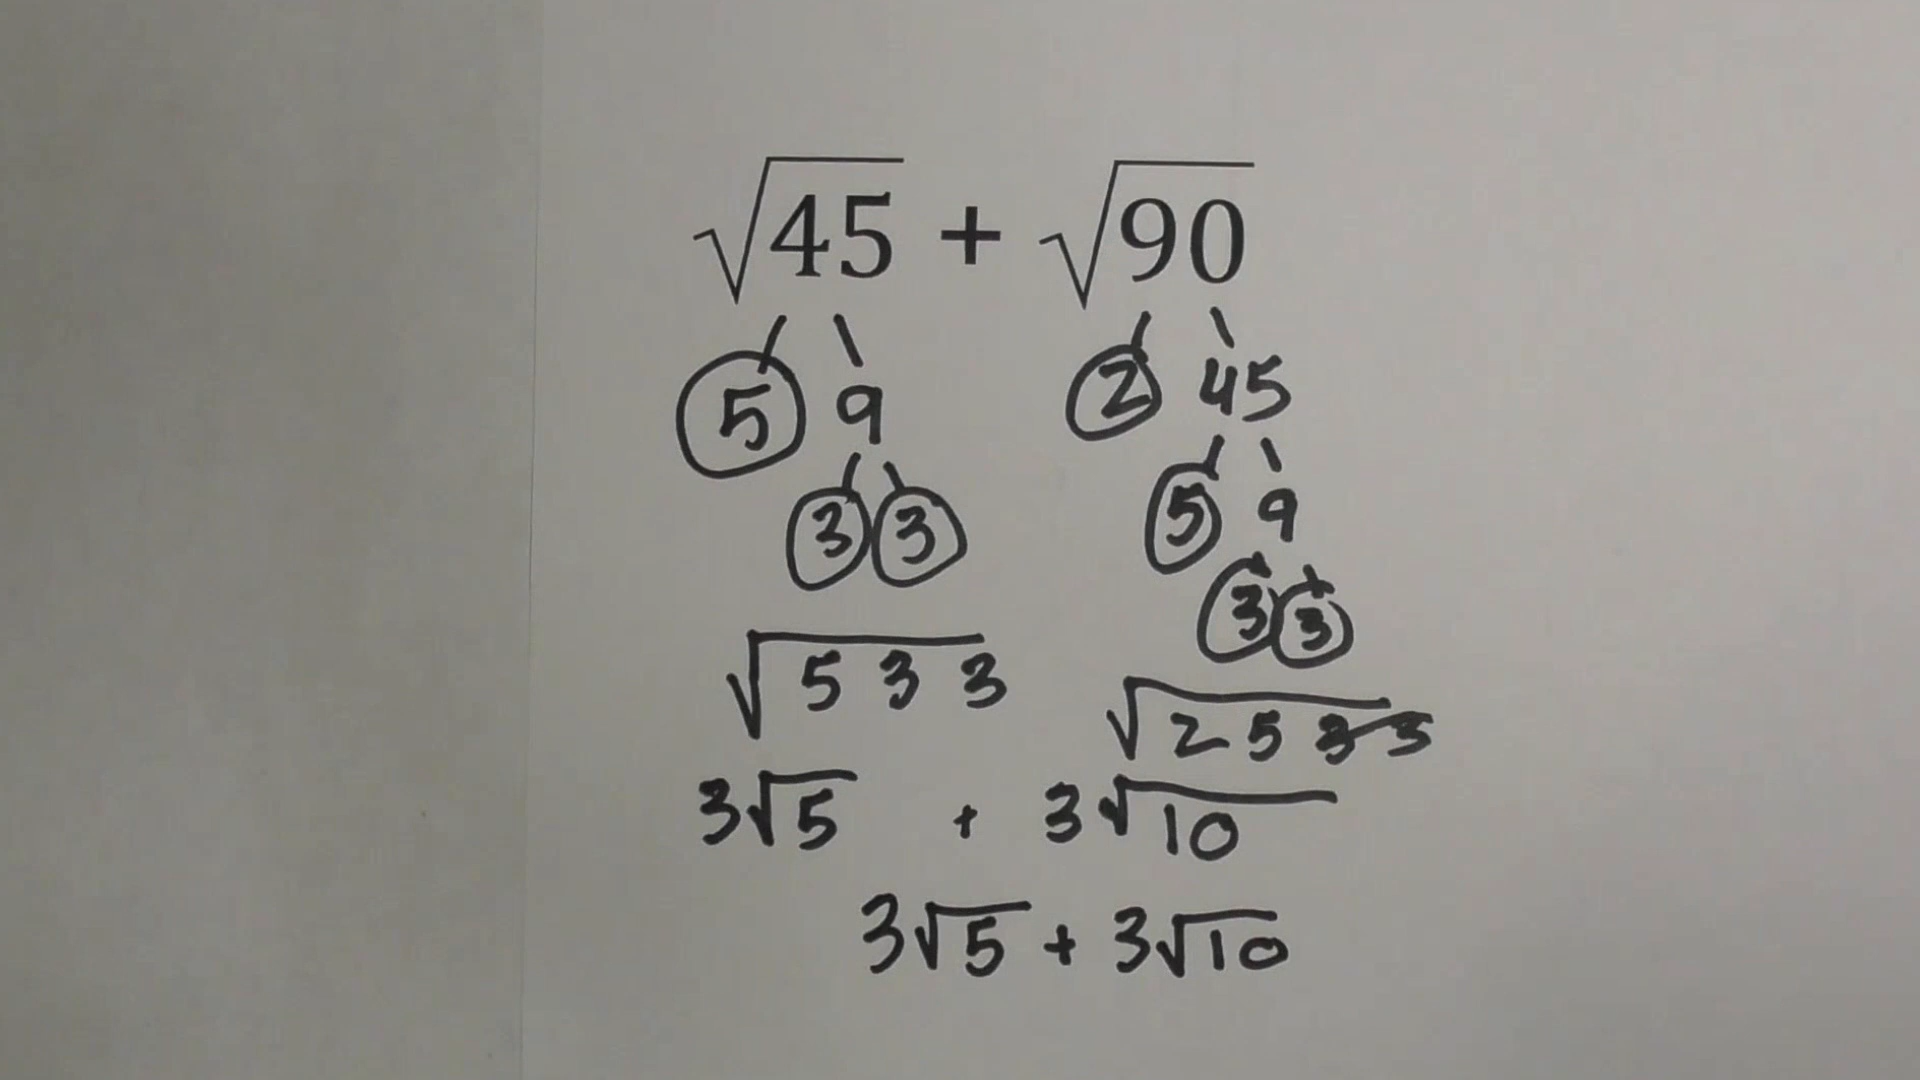 √45 + √90
5 9 2 45
3 3 5 9
3 3
√5 3 3 √2 5 3 3
3√5 + 3√10
3√5 + 3√10